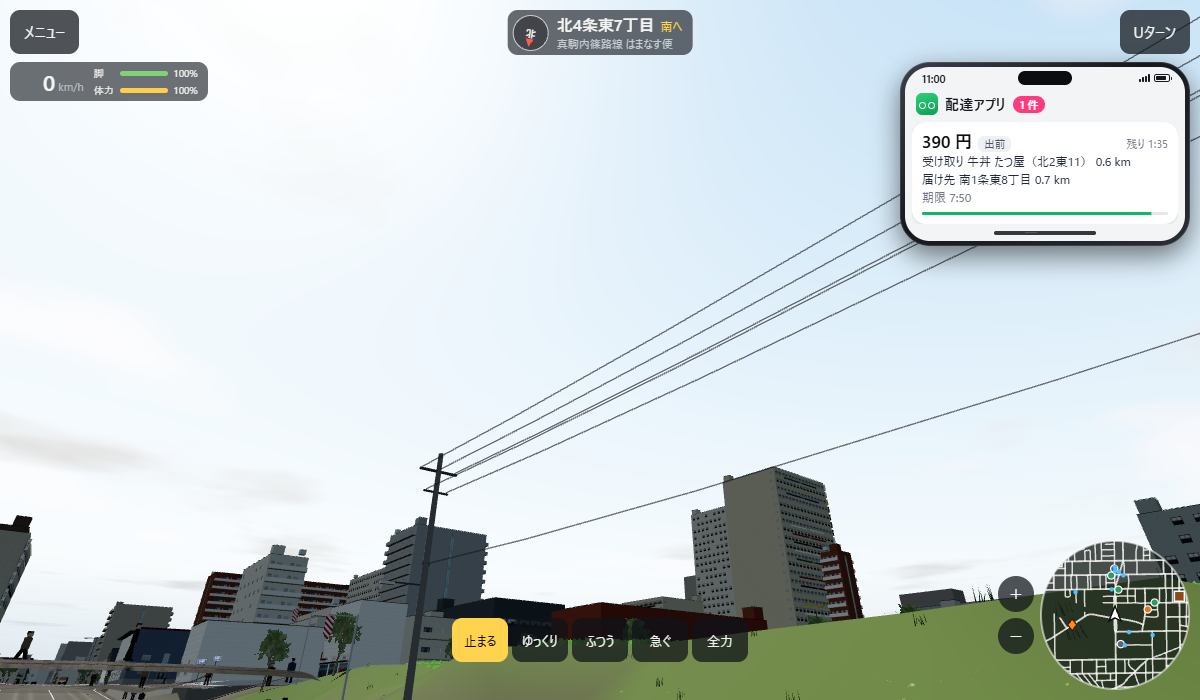 メニュー
0 km/h
脚 100%
体力 100%
北
北4条東7丁目 南へ
真駒内篠路線 はまなす便
Uターン
11:00
配達アプリ 1 件
390 円 出前 残り 1:35
受け取り 牛丼 たつ屋（北2東11） 0.6 km
届け先 南1条東8丁目 0.7 km
期限 7:50
止まる ゆっくり ふつう 急ぐ 全力
+
−